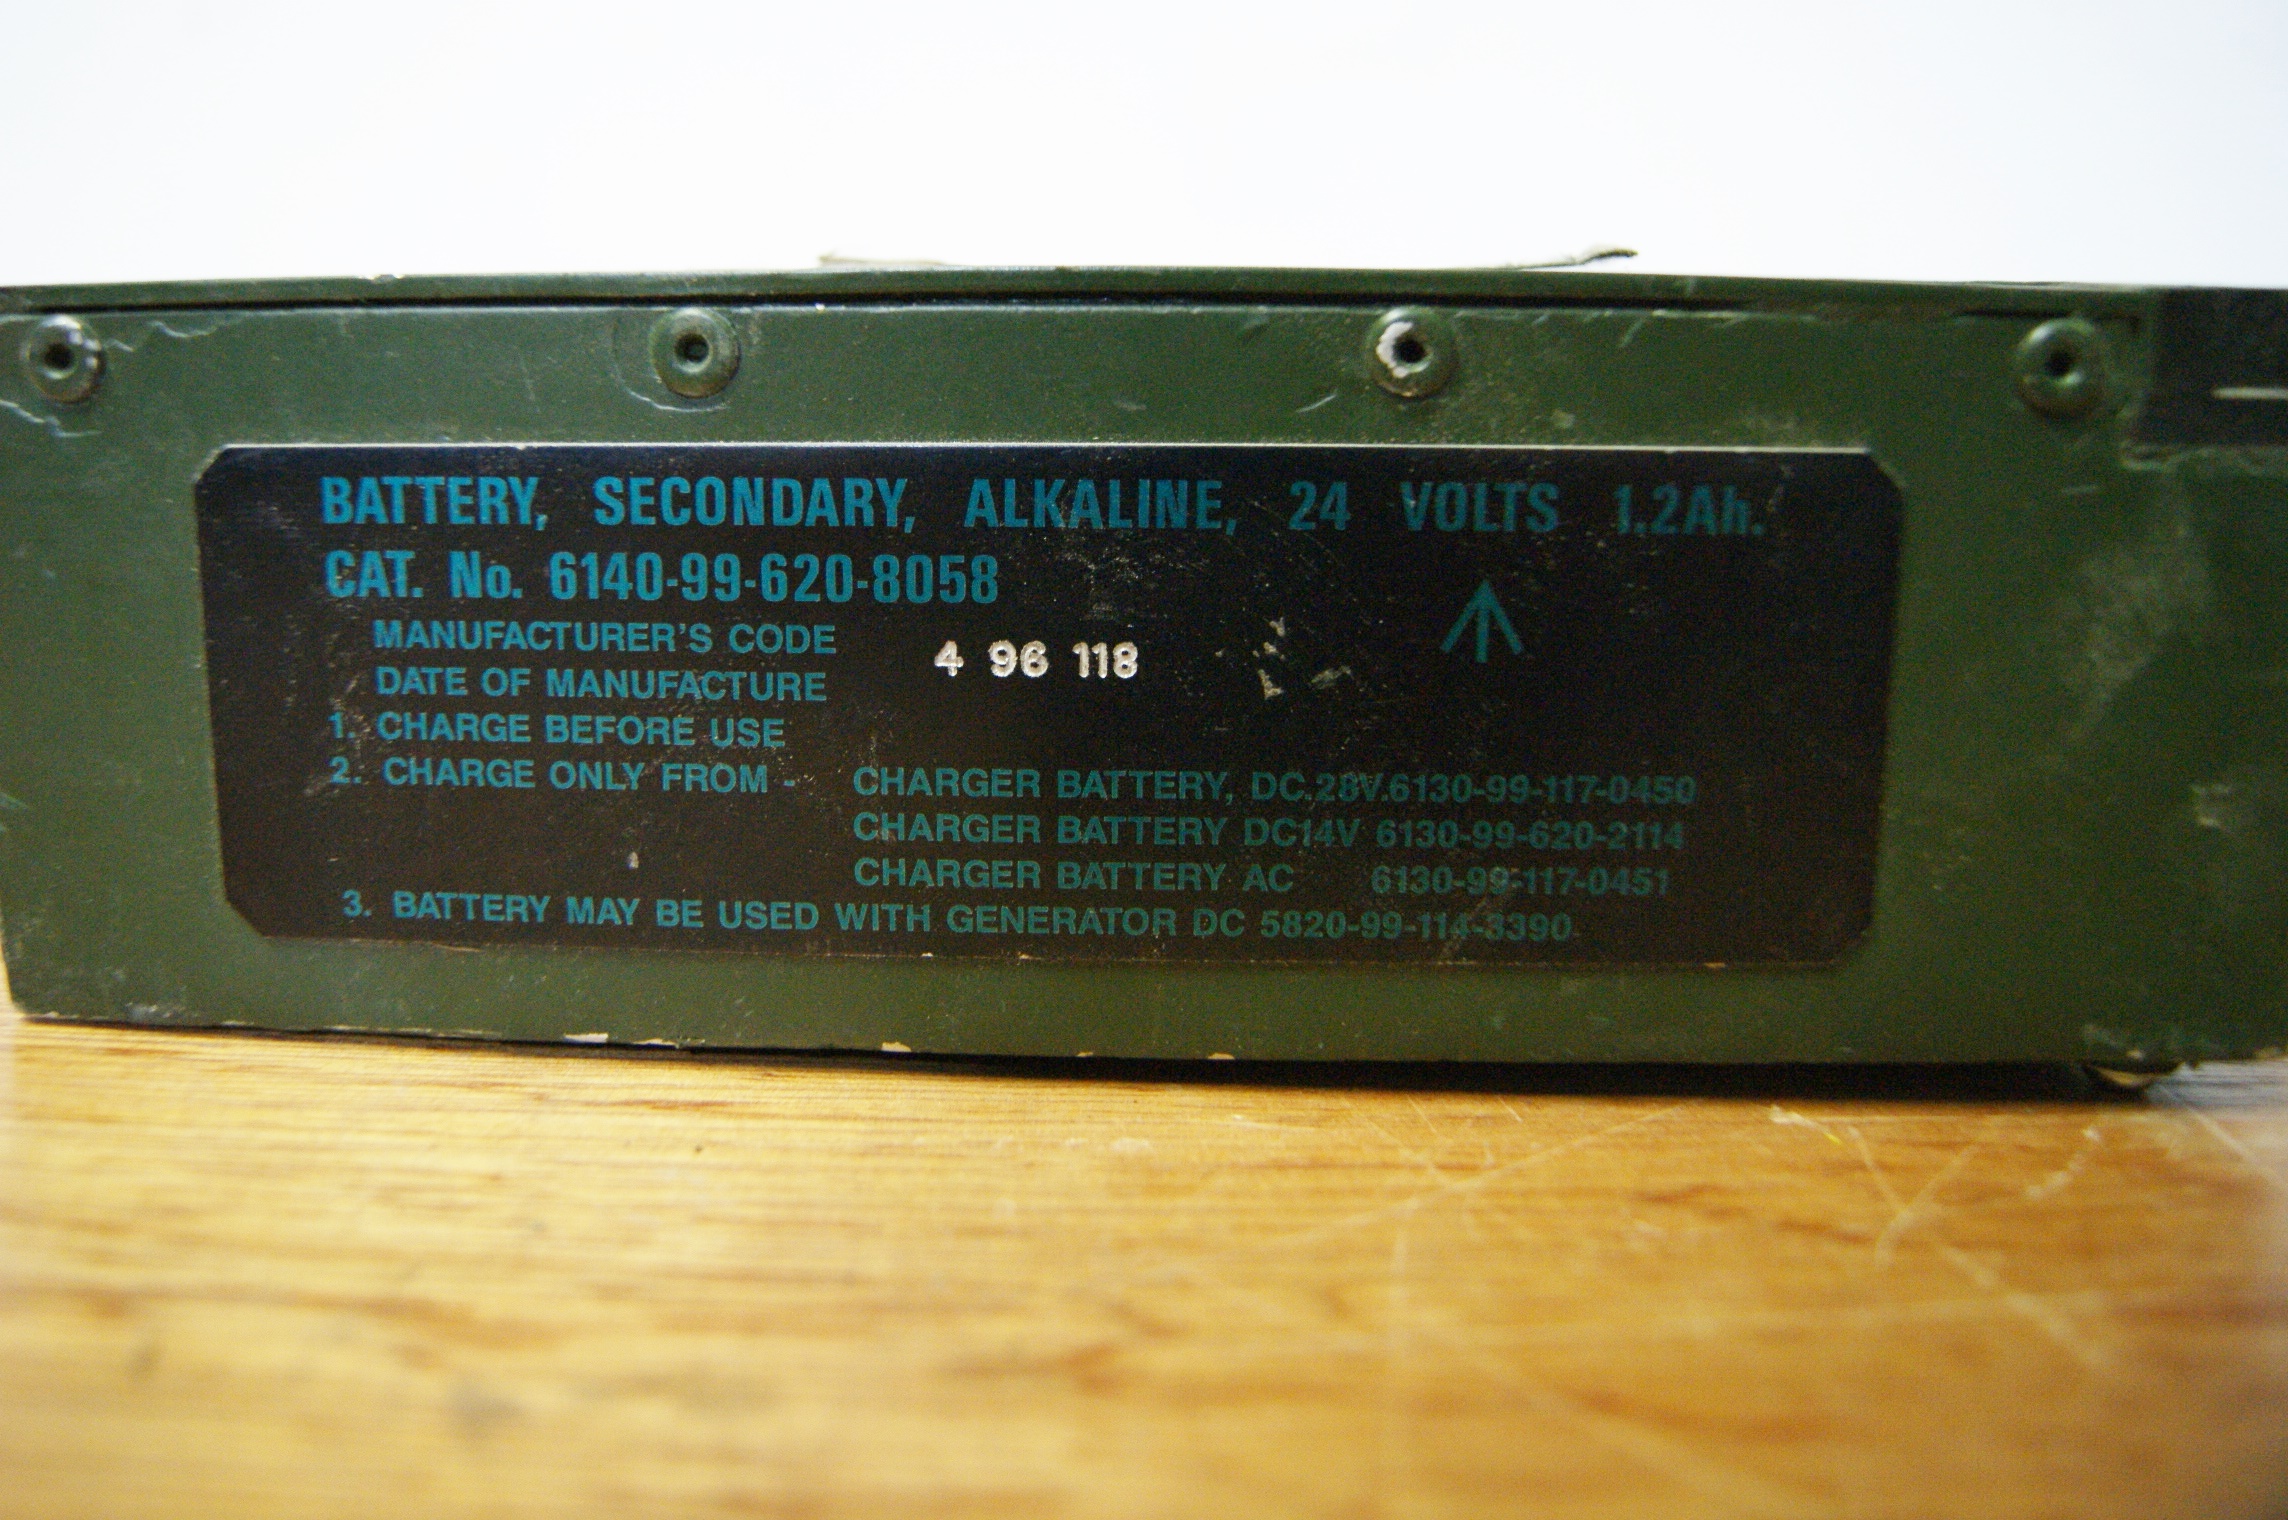 BATTERY, SECONDARY, ALKALINE, 24 VOLTS 1.2Ah.
CAT. No. 6140-99-620-8058
MANUFACTURER'S CODE
4 96 118
DATE OF MANUFACTURE
1. CHARGE BEFORE USE
2. CHARGE ONLY FROM - CHARGER BATTERY, DC.28V.6130-99-117-0450
CHARGER BATTERY DC14V 6130-99-620-2114
CHARGER BATTERY AC 6130-99-117-0451
3. BATTERY MAY BE USED WITH GENERATOR DC 5820-99-114-3390